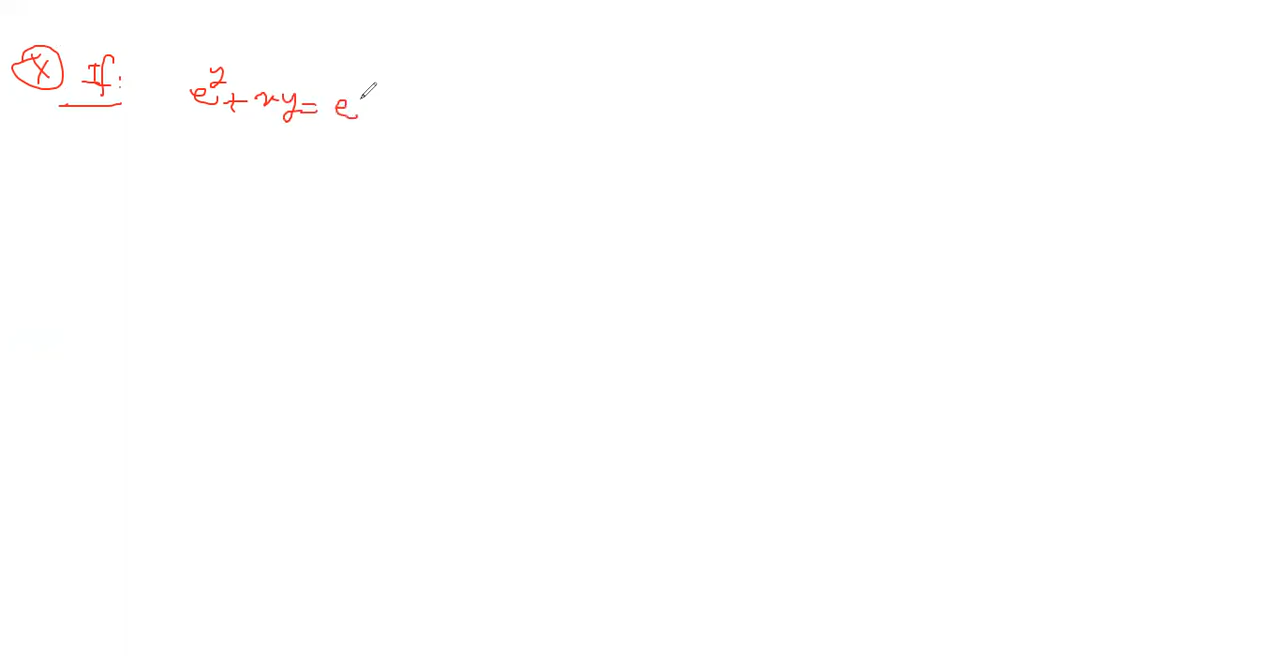 Ⓧ If: e^y + xy = e